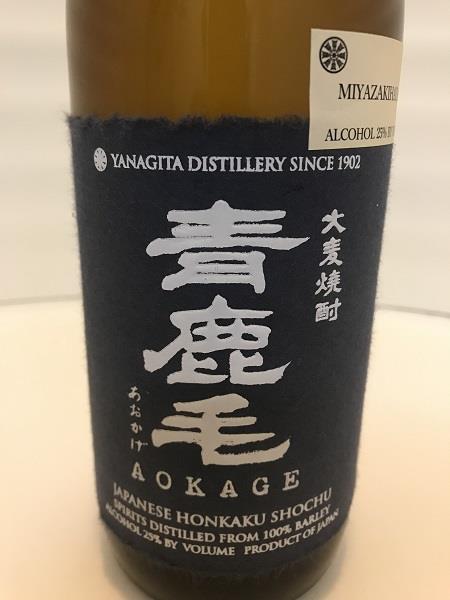 MIYAZAKI
ALCOHOL 25% BY
YANAGITA DISTILLERY SINCE 1902
大麦焼酎
青鹿毛
あおかげ
AOKAGE
JAPANESE HONKAKU SHOCHU
SPIRITS DISTILLED FROM 100% BARLEY
ALCOHOL 25% BY VOLUME PRODUCT OF JAPAN